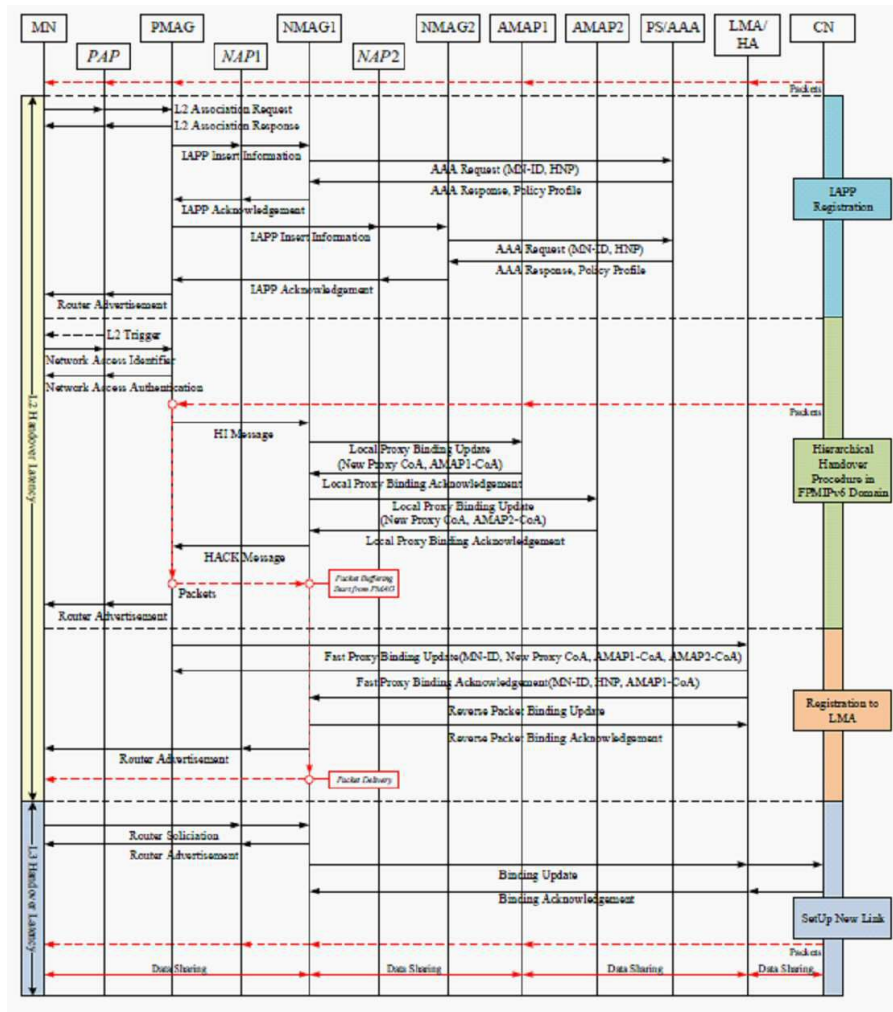 MN
PMAG
NMAG1
NMAG2
AMAP1
AMAP2
PS/AAA
LMA/
HA
CN
PAP
NAP1
NAP2
Packets
L2 Association Request
L2 Association Response
IAPP Insert Information
AAA Request (MN-ID, HNP)
AAA Response, Policy Profile
IAPP Acknowledgement
IAPP Insert Information
AAA Request (MN-ID, HNP)
AAA Response, Policy Profile
IAPP Acknowledgement
Router Advertisement
IAPP
Registration
L2 Trigger
Network Access Identifier
Network Access Authentication
Packets
HI Message
Local Proxy Binding Update
(New Proxy CoA, AMAP1-CoA)
Local Proxy Binding Acknowledgement
Local Proxy Binding Update
(New Proxy CoA, AMAP2-CoA)
Local Proxy Binding Acknowledgement
HACK Message
Packet Buffering
Start from PMAG
Packets
Router Advertisement
Hierarchical
Handover
Procedure in
FPMIPv6 Domain
L2 Handover Latency
Fast Proxy Binding Update(MN-ID, New Proxy CoA, AMAP1-CoA, AMAP2-CoA)
Fast Proxy Binding Acknowledgement(MN-ID, HNP, AMAP1-CoA)
Reverse Packet Binding Update
Reverse Packet Binding Acknowledgement
Router Advertisement
Packet Delivery
Registration to
LMA
Router Soliciation
Router Advertisement
Binding Update
Binding Acknowledgement
SetUp New Link
L3 Handover Latency
Packets
Data Sharing
Data Sharing
Data Sharing
Data Sharing